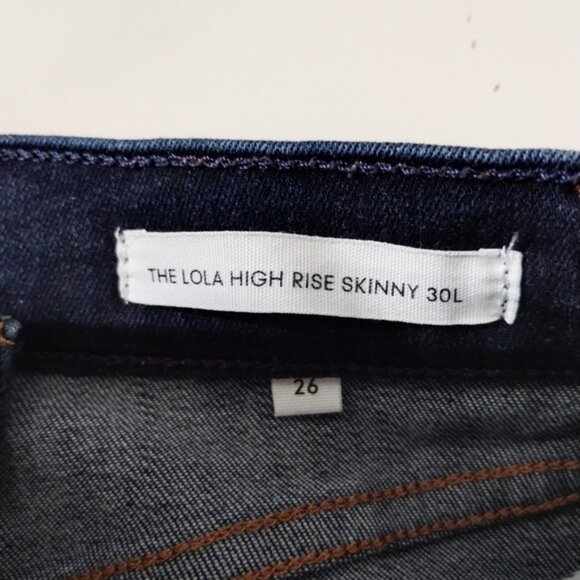 THE LOLA HIGH RISE SKINNY 30L
26